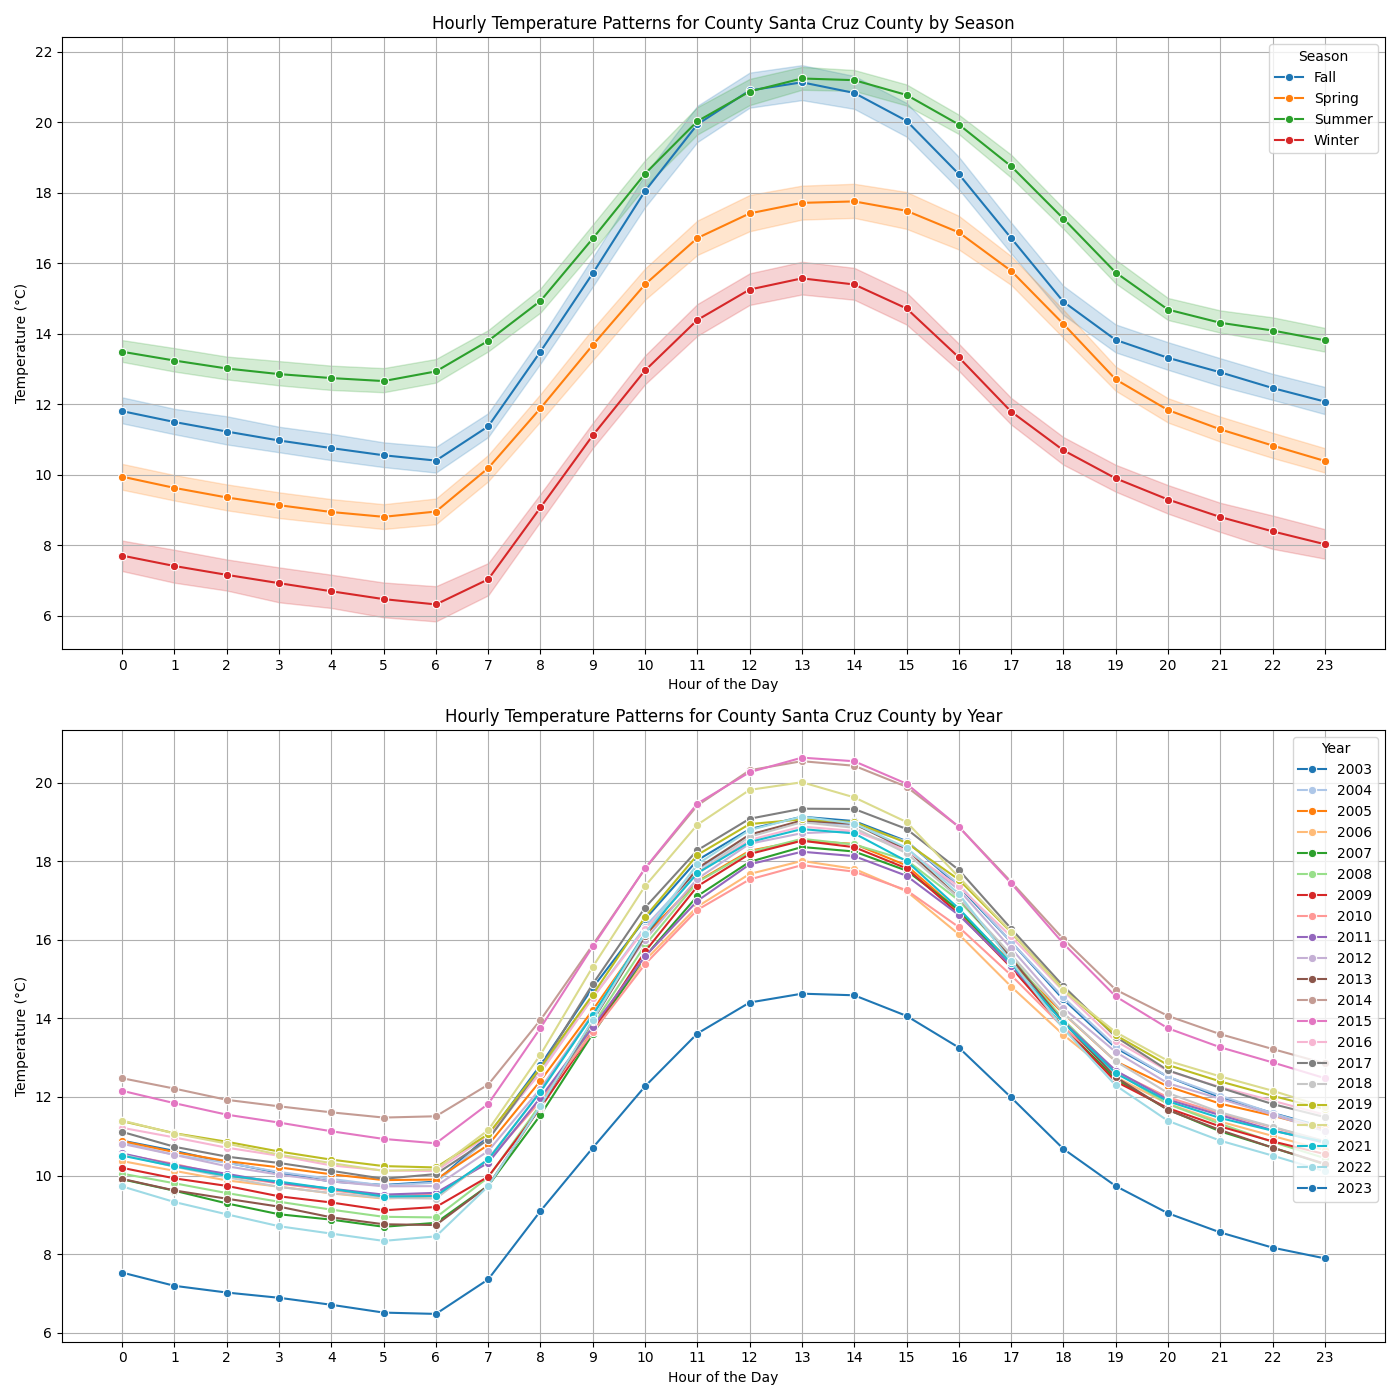 Hourly Temperature Patterns for County Santa Cruz County by Season
Temperature (°C)
22
20
18
16
14
12
10
8
6
Season
Fall
Spring
Summer
Winter
0 1 2 3 4 5 6 7 8 9 10 11 12 13 14 15 16 17 18 19 20 21 22 23
Hour of the Day
Hourly Temperature Patterns for County Santa Cruz County by Year
Temperature (°C)
20
18
16
14
12
10
8
6
Year
2003
2004
2005
2006
2007
2008
2009
2010
2011
2012
2013
2014
2015
2016
2017
2018
2019
2020
2021
2022
2023
0 1 2 3 4 5 6 7 8 9 10 11 12 13 14 15 16 17 18 19 20 21 22 23
Hour of the Day